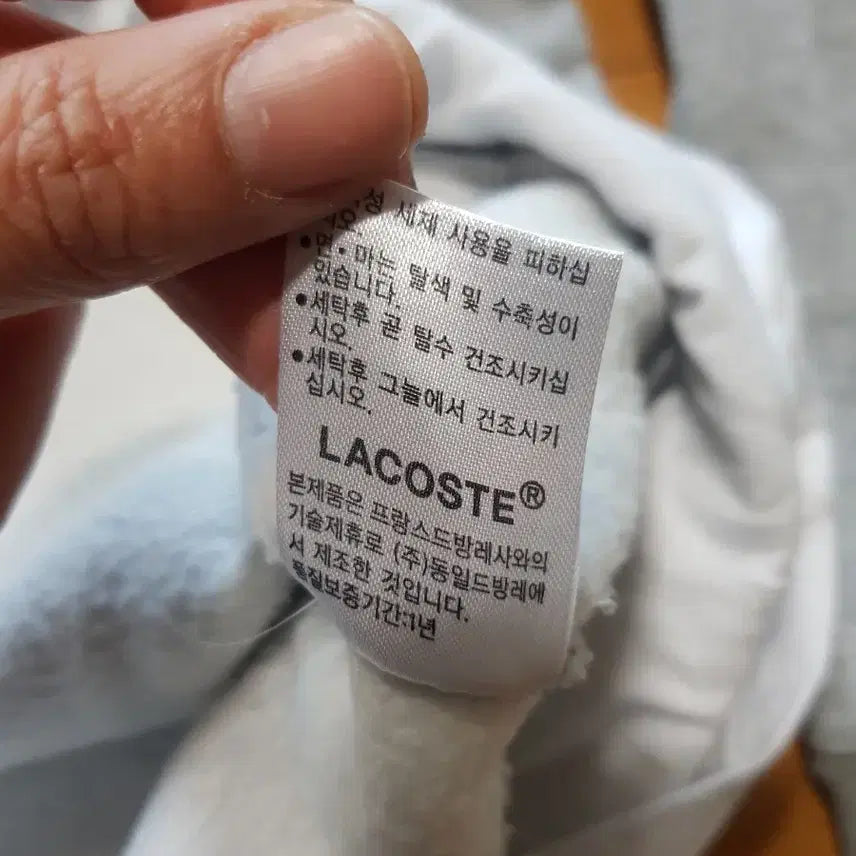 성 세제 사용을 피하십
시오.
●면·마는 탈색 및 수축성이
있습니다.
●세탁후 곧 탈수 건조시키십
시오.
●세탁후 그늘에서 건조시키
십시오.
LACOSTE®
본제품은 프랑스드방레사와의
기술제휴로 (주)동일드방레에
서 제조한 것입니다.
품질보증기간:1년